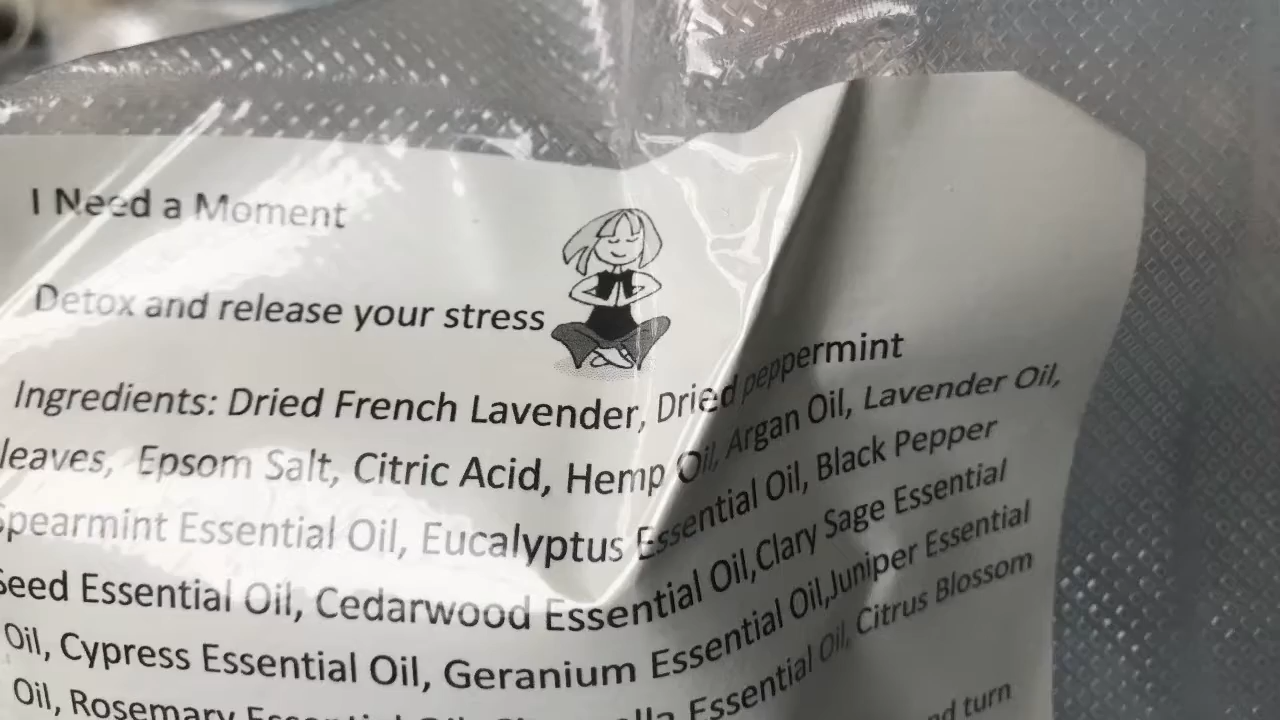 I Need a Moment
Detox and release your stress
Ingredients: Dried French Lavender, Dried peppermint
leaves, Epsom Salt, Citric Acid, Hemp Oil, Argan Oil, Lavender Oil,
Spearmint Essential Oil, Eucalyptus Essential Oil, Black Pepper
Seed Essential Oil, Cedarwood Essential Oil,Clary Sage Essential
Oil, Cypress Essential Oil, Geranium Essential Oil,Juniper Essential
Oil, Rosemary Essential Oil, Essential Oil, Citrus Blossom
turn